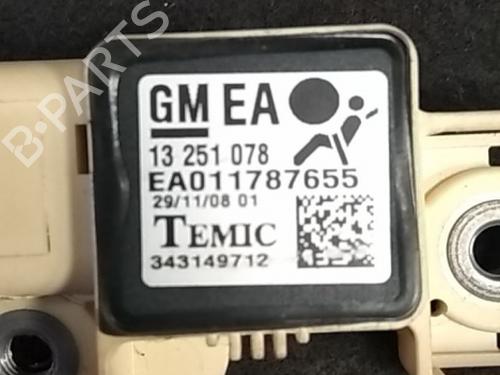 B-PARTS
GM EA
13 251 078
EA011787655
29/11/08 01
TEMIC
343149712